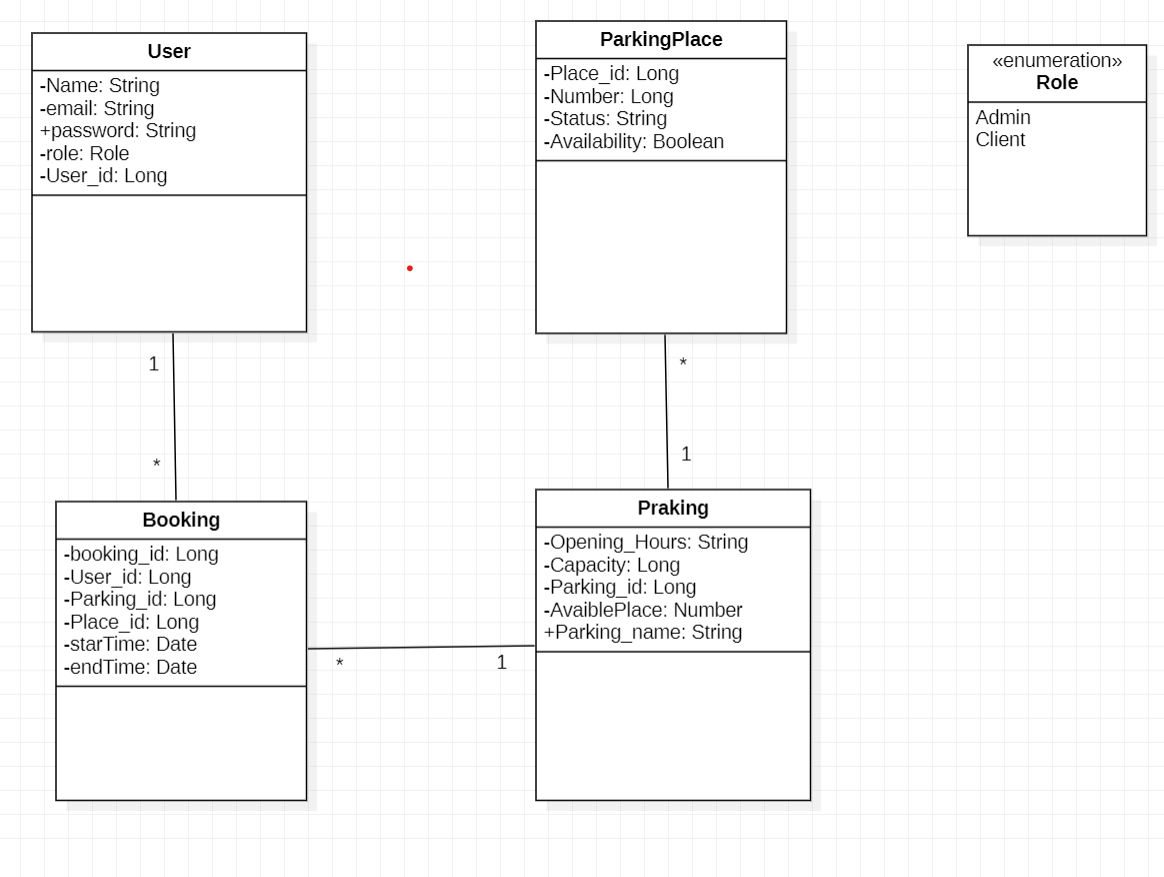 User
-Name: String
-email: String
+password: String
-role: Role
-User_id: Long
ParkingPlace
-Place_id: Long
-Number: Long
-Status: String
-Availability: Boolean
«enumeration»
Role
Admin
Client
1
*
*
1
Booking
-booking_id: Long
-User_id: Long
-Parking_id: Long
-Place_id: Long
-starTime: Date
-endTime: Date
*
1
Praking
-Opening_Hours: String
-Capacity: Long
-Parking_id: Long
-AvaiblePlace: Number
+Parking_name: String